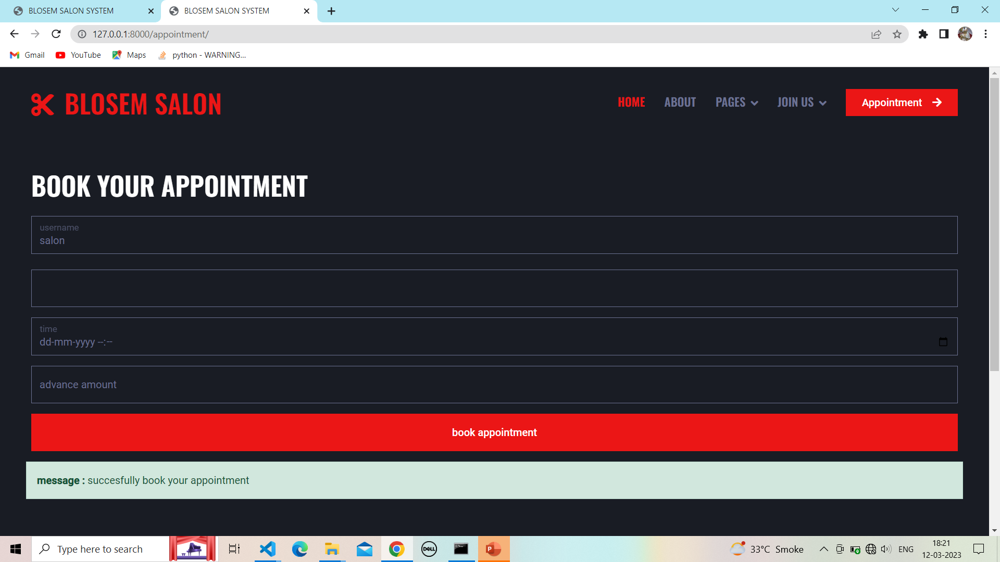 BLOSEM SALON SYSTEM
BLOSEM SALON SYSTEM
127.0.0.1:8000/appointment/
Gmail
YouTube
Maps
python - WARNING...
BLOSEM SALON
HOME
ABOUT
PAGES
JOIN US
Appointment
BOOK YOUR APPOINTMENT
username
salon
time
dd-mm-yyyy --:--
advance amount
book appointment
message : succesfully book your appointment
Type here to search
DELL
P
33°C Smoke
ENG
18:21
12-03-2023